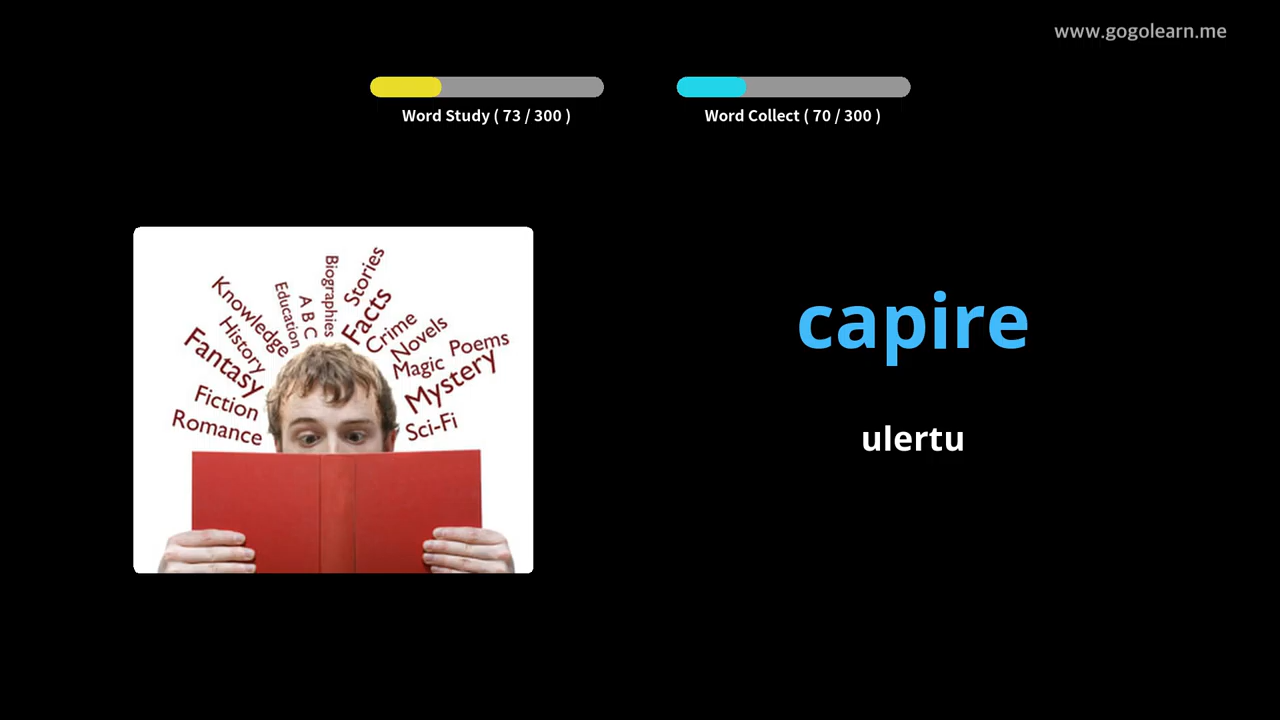 www.gogolearn.me
Word Study ( 73 / 300 )
Word Collect ( 70 / 300 )
Romance
Fiction
Fantasy
History
Knowledge
Education
A B C
Biographies
Stories
Facts
Crime
Novels
Magic
Poems
Mystery
Sci-Fi
capire
ulertu